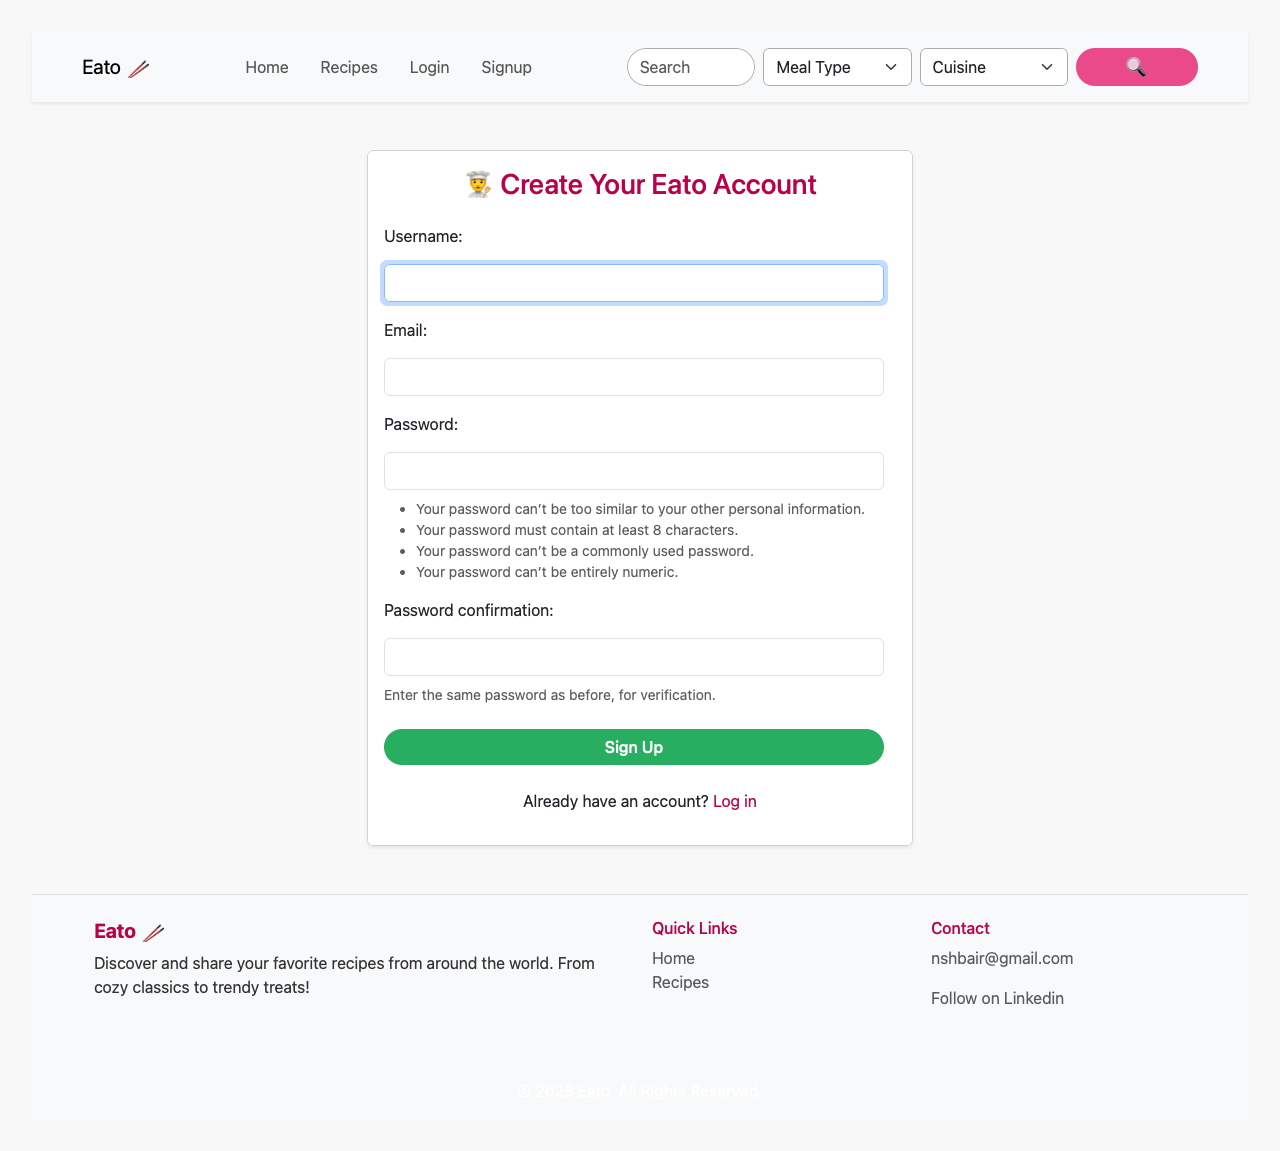 Eato
Home
Recipes
Login
Signup
Search
Meal Type
Cuisine
Create Your Eato Account
Username:
Email:
Password:
Your password can’t be too similar to your other personal information.
Your password must contain at least 8 characters.
Your password can’t be a commonly used password.
Your password can’t be entirely numeric.
Password confirmation:
Enter the same password as before, for verification.
Sign Up
Already have an account? Log in
Eato
Discover and share your favorite recipes from around the world. From
cozy classics to trendy treats!
Quick Links
Home
Recipes
Contact
nshbair@gmail.com
Follow on Linkedin
© 2025 Eato. All Rights Reserved.